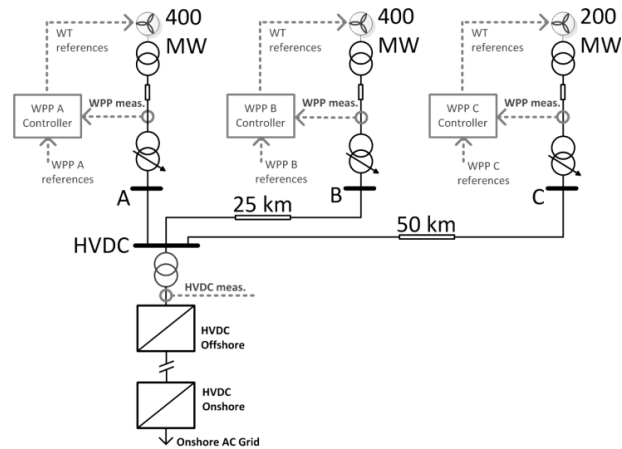 400
MW
WT
references
WPP A
Controller
WPP meas.
WPP A
references
A
400
MW
WT
references
WPP B
Controller
WPP meas.
WPP B
references
B
200
MW
WT
references
WPP C
Controller
WPP meas.
WPP C
references
C
25 km
50 km
HVDC
HVDC meas.
HVDC
Offshore
HVDC
Onshore
Onshore AC Grid